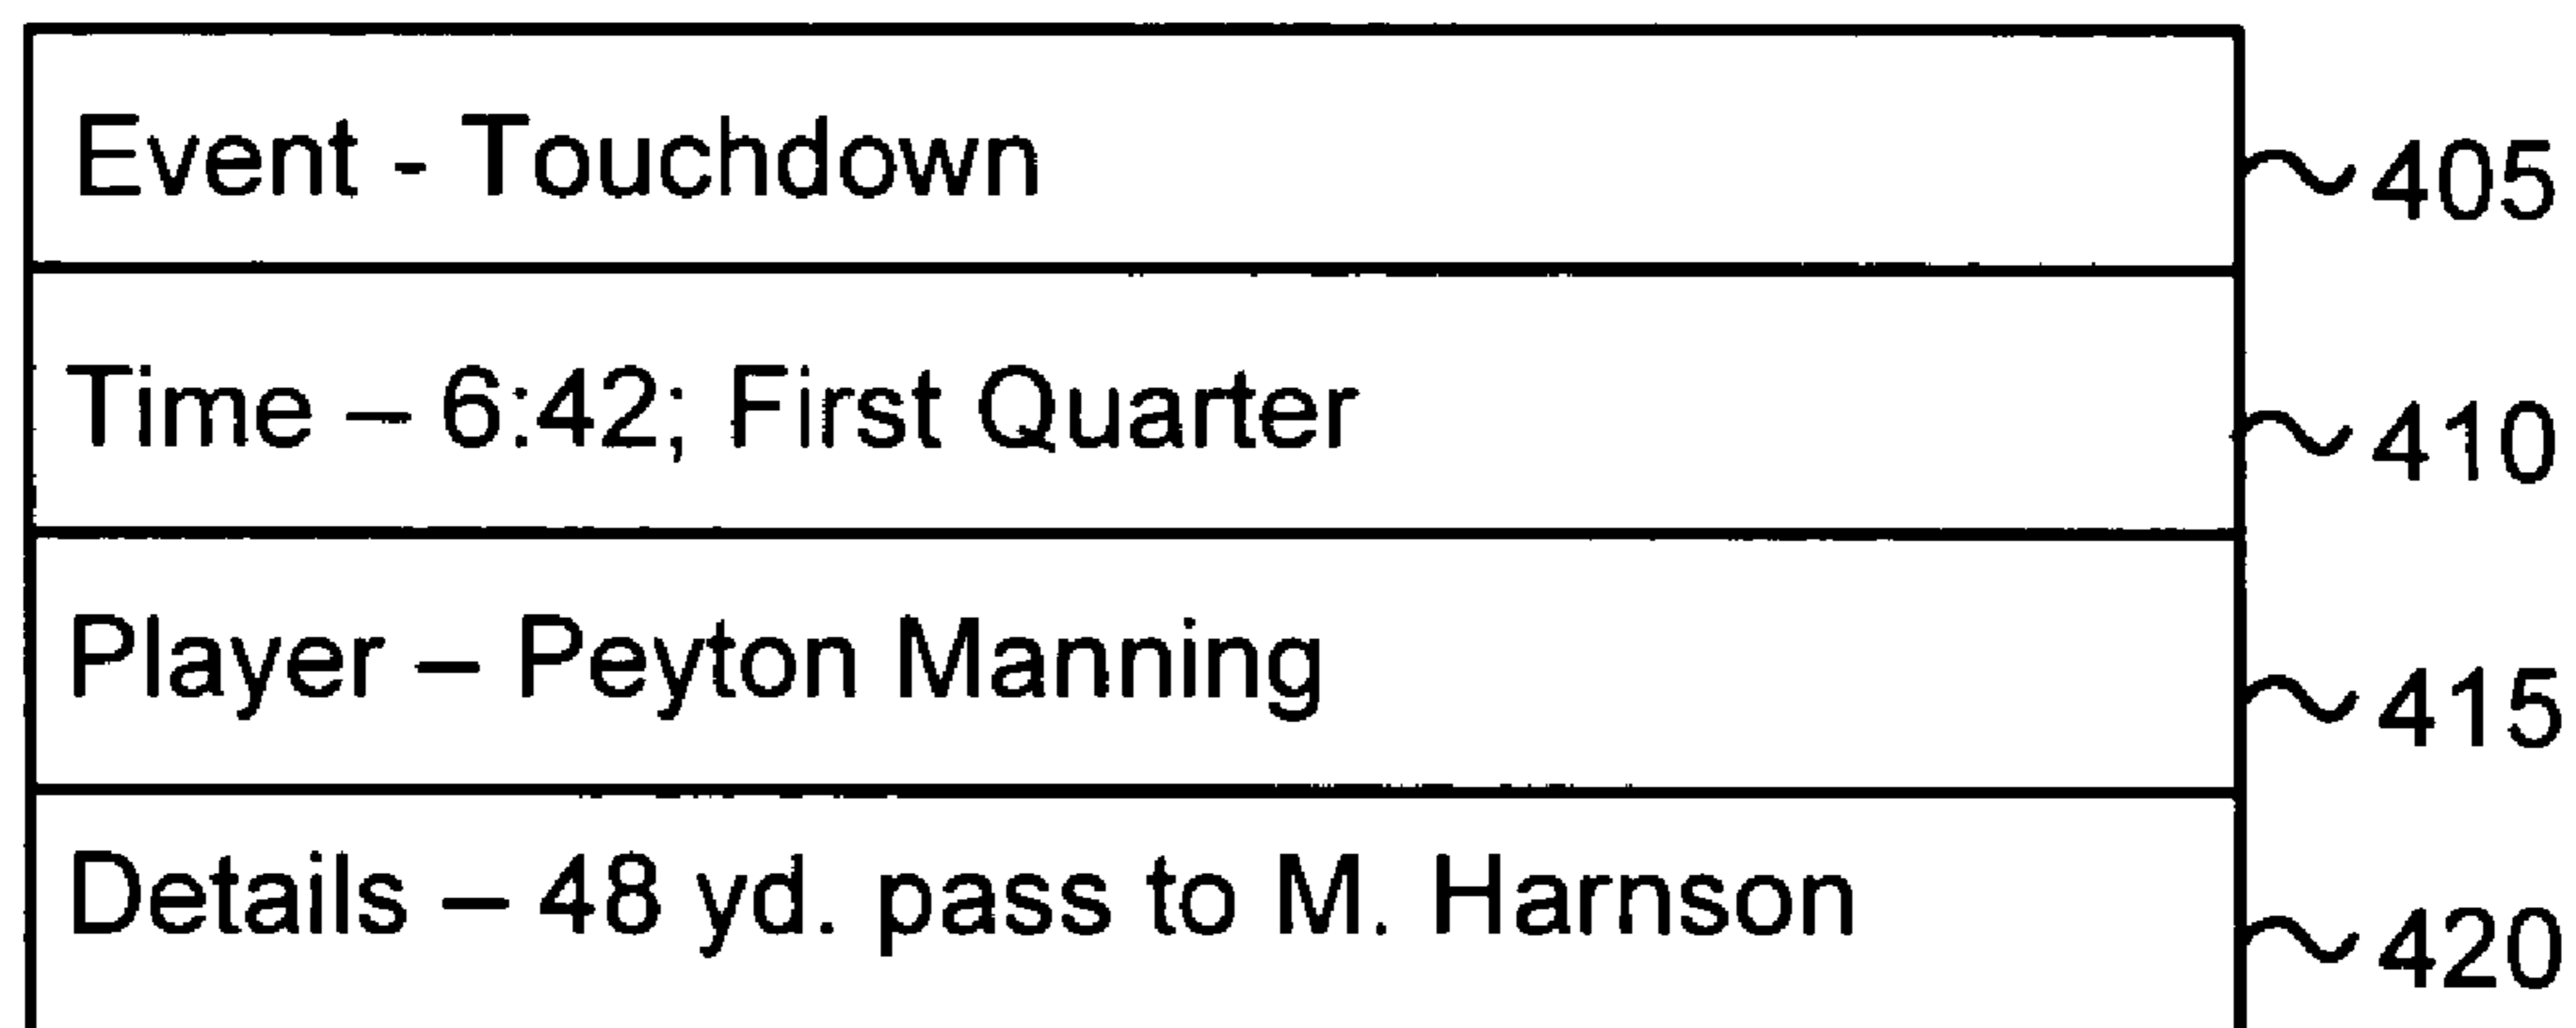 Event - Touchdown
405
Time – 6:42; First Quarter
410
Player – Peyton Manning
415
Details – 48 yd. pass to M. Harnson
420